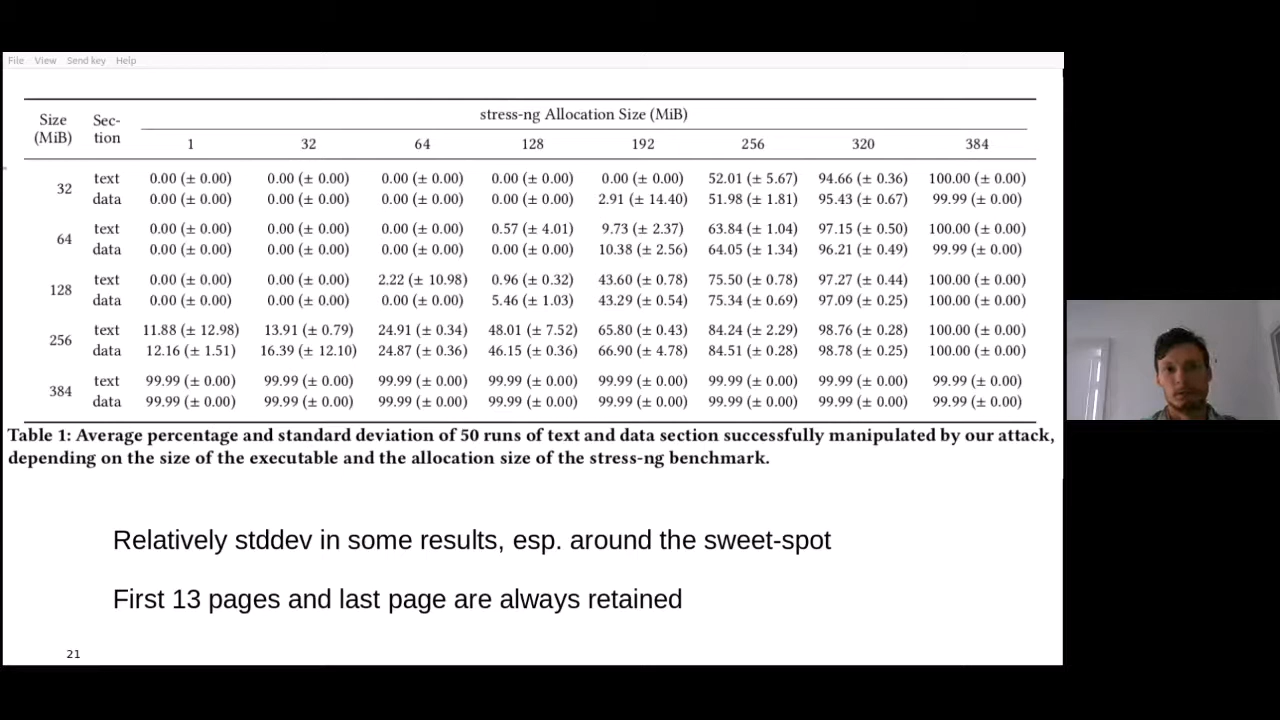 File View Send key Help
stress-ng Allocation Size (MiB)
Size (MiB) Sec-tion 1 32 64 128 192 256 320 384
32 text 0.00 (± 0.00) 0.00 (± 0.00) 0.00 (± 0.00) 0.00 (± 0.00) 0.00 (± 0.00) 52.01 (± 5.67) 94.66 (± 0.36) 100.00 (± 0.00)
data 0.00 (± 0.00) 0.00 (± 0.00) 0.00 (± 0.00) 0.00 (± 0.00) 2.91 (± 14.40) 51.98 (± 1.81) 95.43 (± 0.67) 99.99 (± 0.00)
64 text 0.00 (± 0.00) 0.00 (± 0.00) 0.00 (± 0.00) 0.57 (± 4.01) 9.73 (± 2.37) 63.84 (± 1.04) 97.15 (± 0.50) 100.00 (± 0.00)
data 0.00 (± 0.00) 0.00 (± 0.00) 0.00 (± 0.00) 0.00 (± 0.00) 10.38 (± 2.56) 64.05 (± 1.34) 96.21 (± 0.49) 99.99 (± 0.00)
128 text 0.00 (± 0.00) 0.00 (± 0.00) 2.22 (± 10.98) 0.96 (± 0.32) 43.60 (± 0.78) 75.50 (± 0.78) 97.27 (± 0.44) 100.00 (± 0.00)
data 0.00 (± 0.00) 0.00 (± 0.00) 0.00 (± 0.00) 5.46 (± 1.03) 43.29 (± 0.54) 75.34 (± 0.69) 97.09 (± 0.25) 100.00 (± 0.00)
256 text 11.88 (± 12.98) 13.91 (± 0.79) 24.91 (± 0.34) 48.01 (± 7.52) 65.80 (± 0.43) 84.24 (± 2.29) 98.76 (± 0.28) 100.00 (± 0.00)
data 12.16 (± 1.51) 16.39 (± 12.10) 24.87 (± 0.36) 46.15 (± 0.36) 66.90 (± 4.78) 84.51 (± 0.28) 98.78 (± 0.25) 100.00 (± 0.00)
384 text 99.99 (± 0.00) 99.99 (± 0.00) 99.99 (± 0.00) 99.99 (± 0.00) 99.99 (± 0.00) 99.99 (± 0.00) 99.99 (± 0.00) 99.99 (± 0.00)
data 99.99 (± 0.00) 99.99 (± 0.00) 99.99 (± 0.00) 99.99 (± 0.00) 99.99 (± 0.00) 99.99 (± 0.00) 99.99 (± 0.00) 99.99 (± 0.00)
Table 1: Average percentage and standard deviation of 50 runs of text and data section successfully manipulated by our attack,
depending on the size of the executable and the allocation size of the stress-ng benchmark.
Relatively stddev in some results, esp. around the sweet-spot
First 13 pages and last page are always retained
21